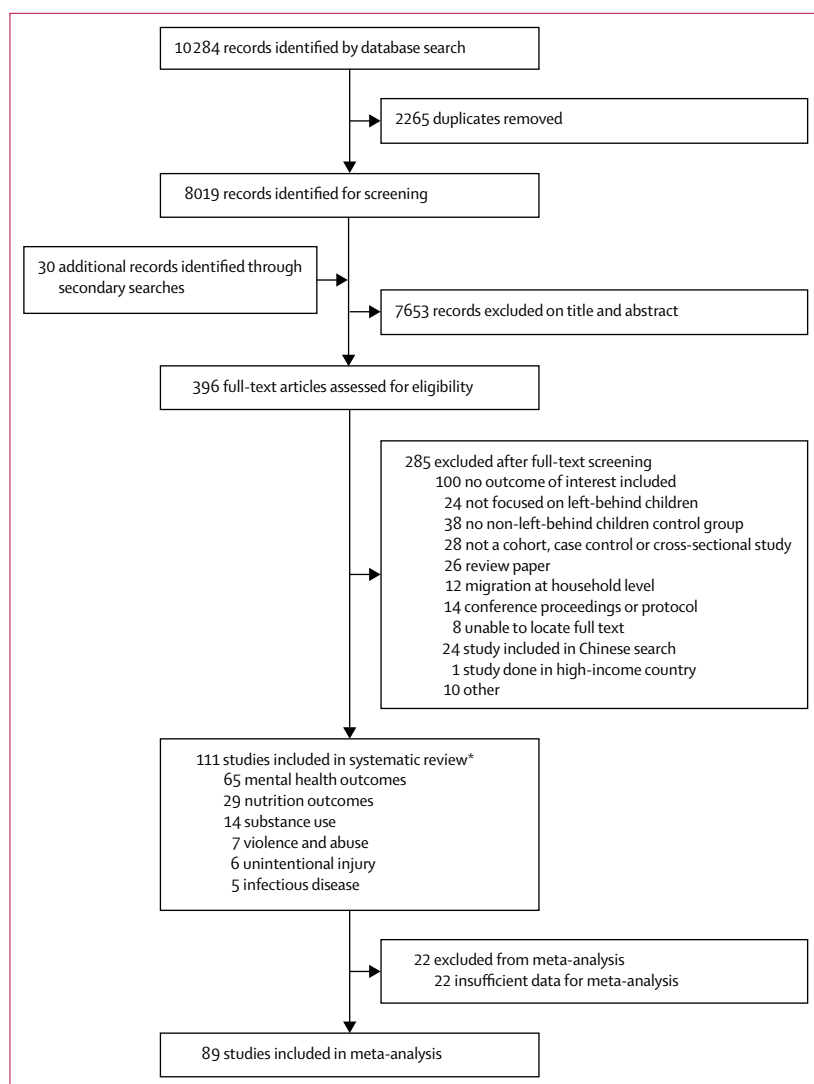 10 284 records identified by database search
2265 duplicates removed
8019 records identified for screening
30 additional records identified through
secondary searches
7653 records excluded on title and abstract
396 full-text articles assessed for eligibility
285 excluded after full-text screening
100 no outcome of interest included
24 not focused on left-behind children
38 no non-left-behind children control group
28 not a cohort, case control or cross-sectional study
26 review paper
12 migration at household level
14 conference proceedings or protocol
8 unable to locate full text
24 study included in Chinese search
1 study done in high-income country
10 other
111 studies included in systematic review*
65 mental health outcomes
29 nutrition outcomes
14 substance use
7 violence and abuse
6 unintentional injury
5 infectious disease
22 excluded from meta-analysis
22 insufficient data for meta-analysis
89 studies included in meta-analysis